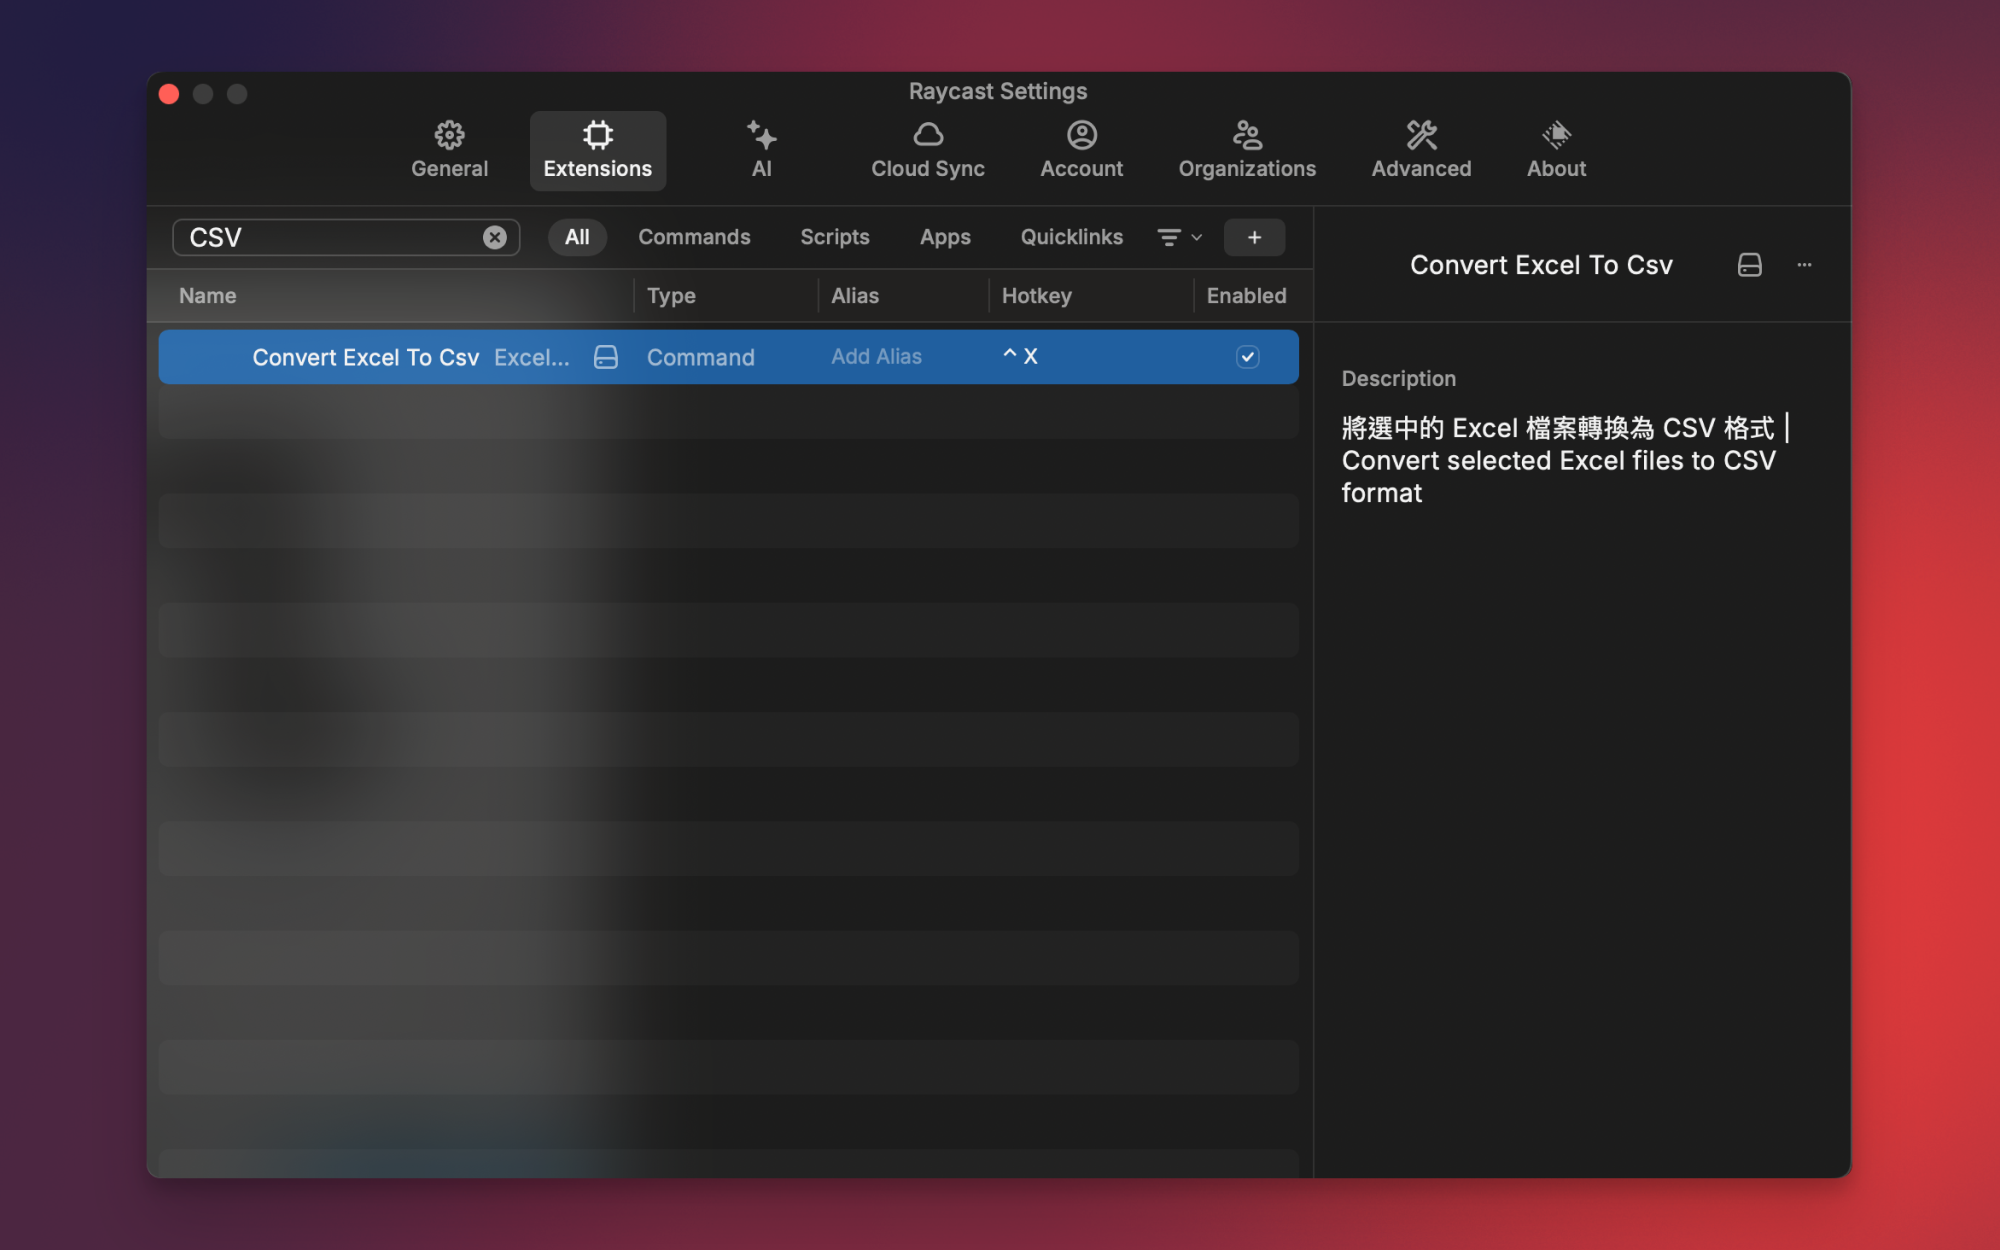 Raycast Settings
General
Extensions
AI
Cloud Sync
Account
Organizations
Advanced
About
CSV
All
Commands
Scripts
Apps
Quicklinks
+
Name
Type
Alias
Hotkey
Enabled
Convert Excel To Csv Excel...
Command
Add Alias
^ X
Convert Excel To Csv
Description
將選中的 Excel 檔案轉換為 CSV 格式 |
Convert selected Excel files to CSV
format